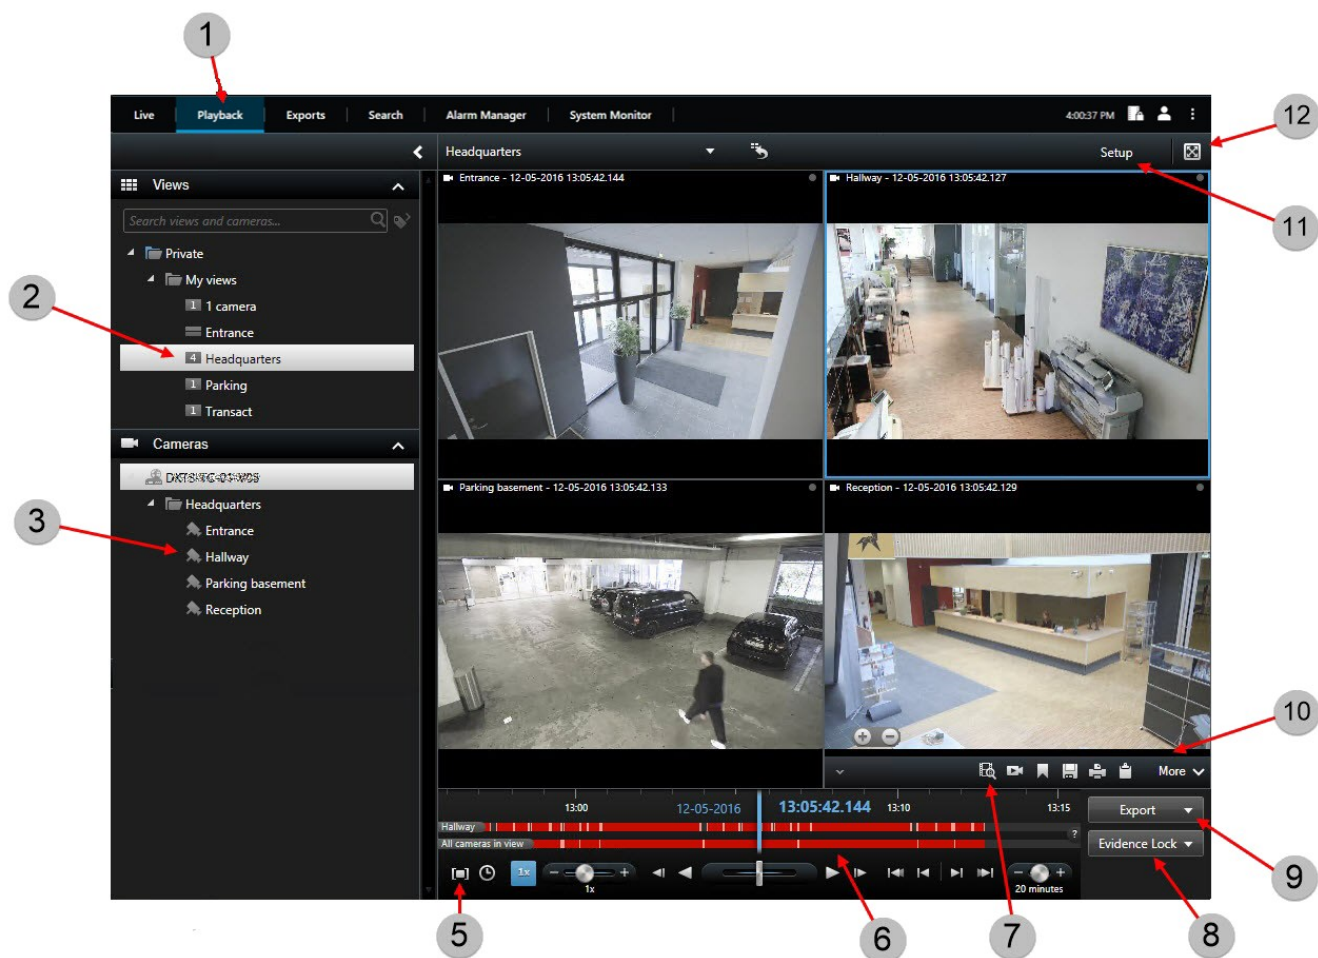 1
Live Playback Exports Search Alarm Manager System Monitor 4:00:37 PM
12
Headquarters Setup
11
Views
Search views and cameras...
Private
My views
1 1 camera
Entrance
2
4 Headquarters
1 Parking
1 Transact
Cameras
Headquarters
3
Entrance
Hallway
Parking basement
Reception
Entrance - 12-05-2016 13:05:42.144
Hallway - 12-05-2016 13:05:42.127
Parking basement - 12-05-2016 13:05:42.133
Reception - 12-05-2016 13:05:42.129
10
More
13:00 12-05-2016 13:05:42.144 13:10 13:15
Hallway
All cameras in view
?
1x
1x
20 minutes
Export
Evidence Lock
5
6
7
8
9